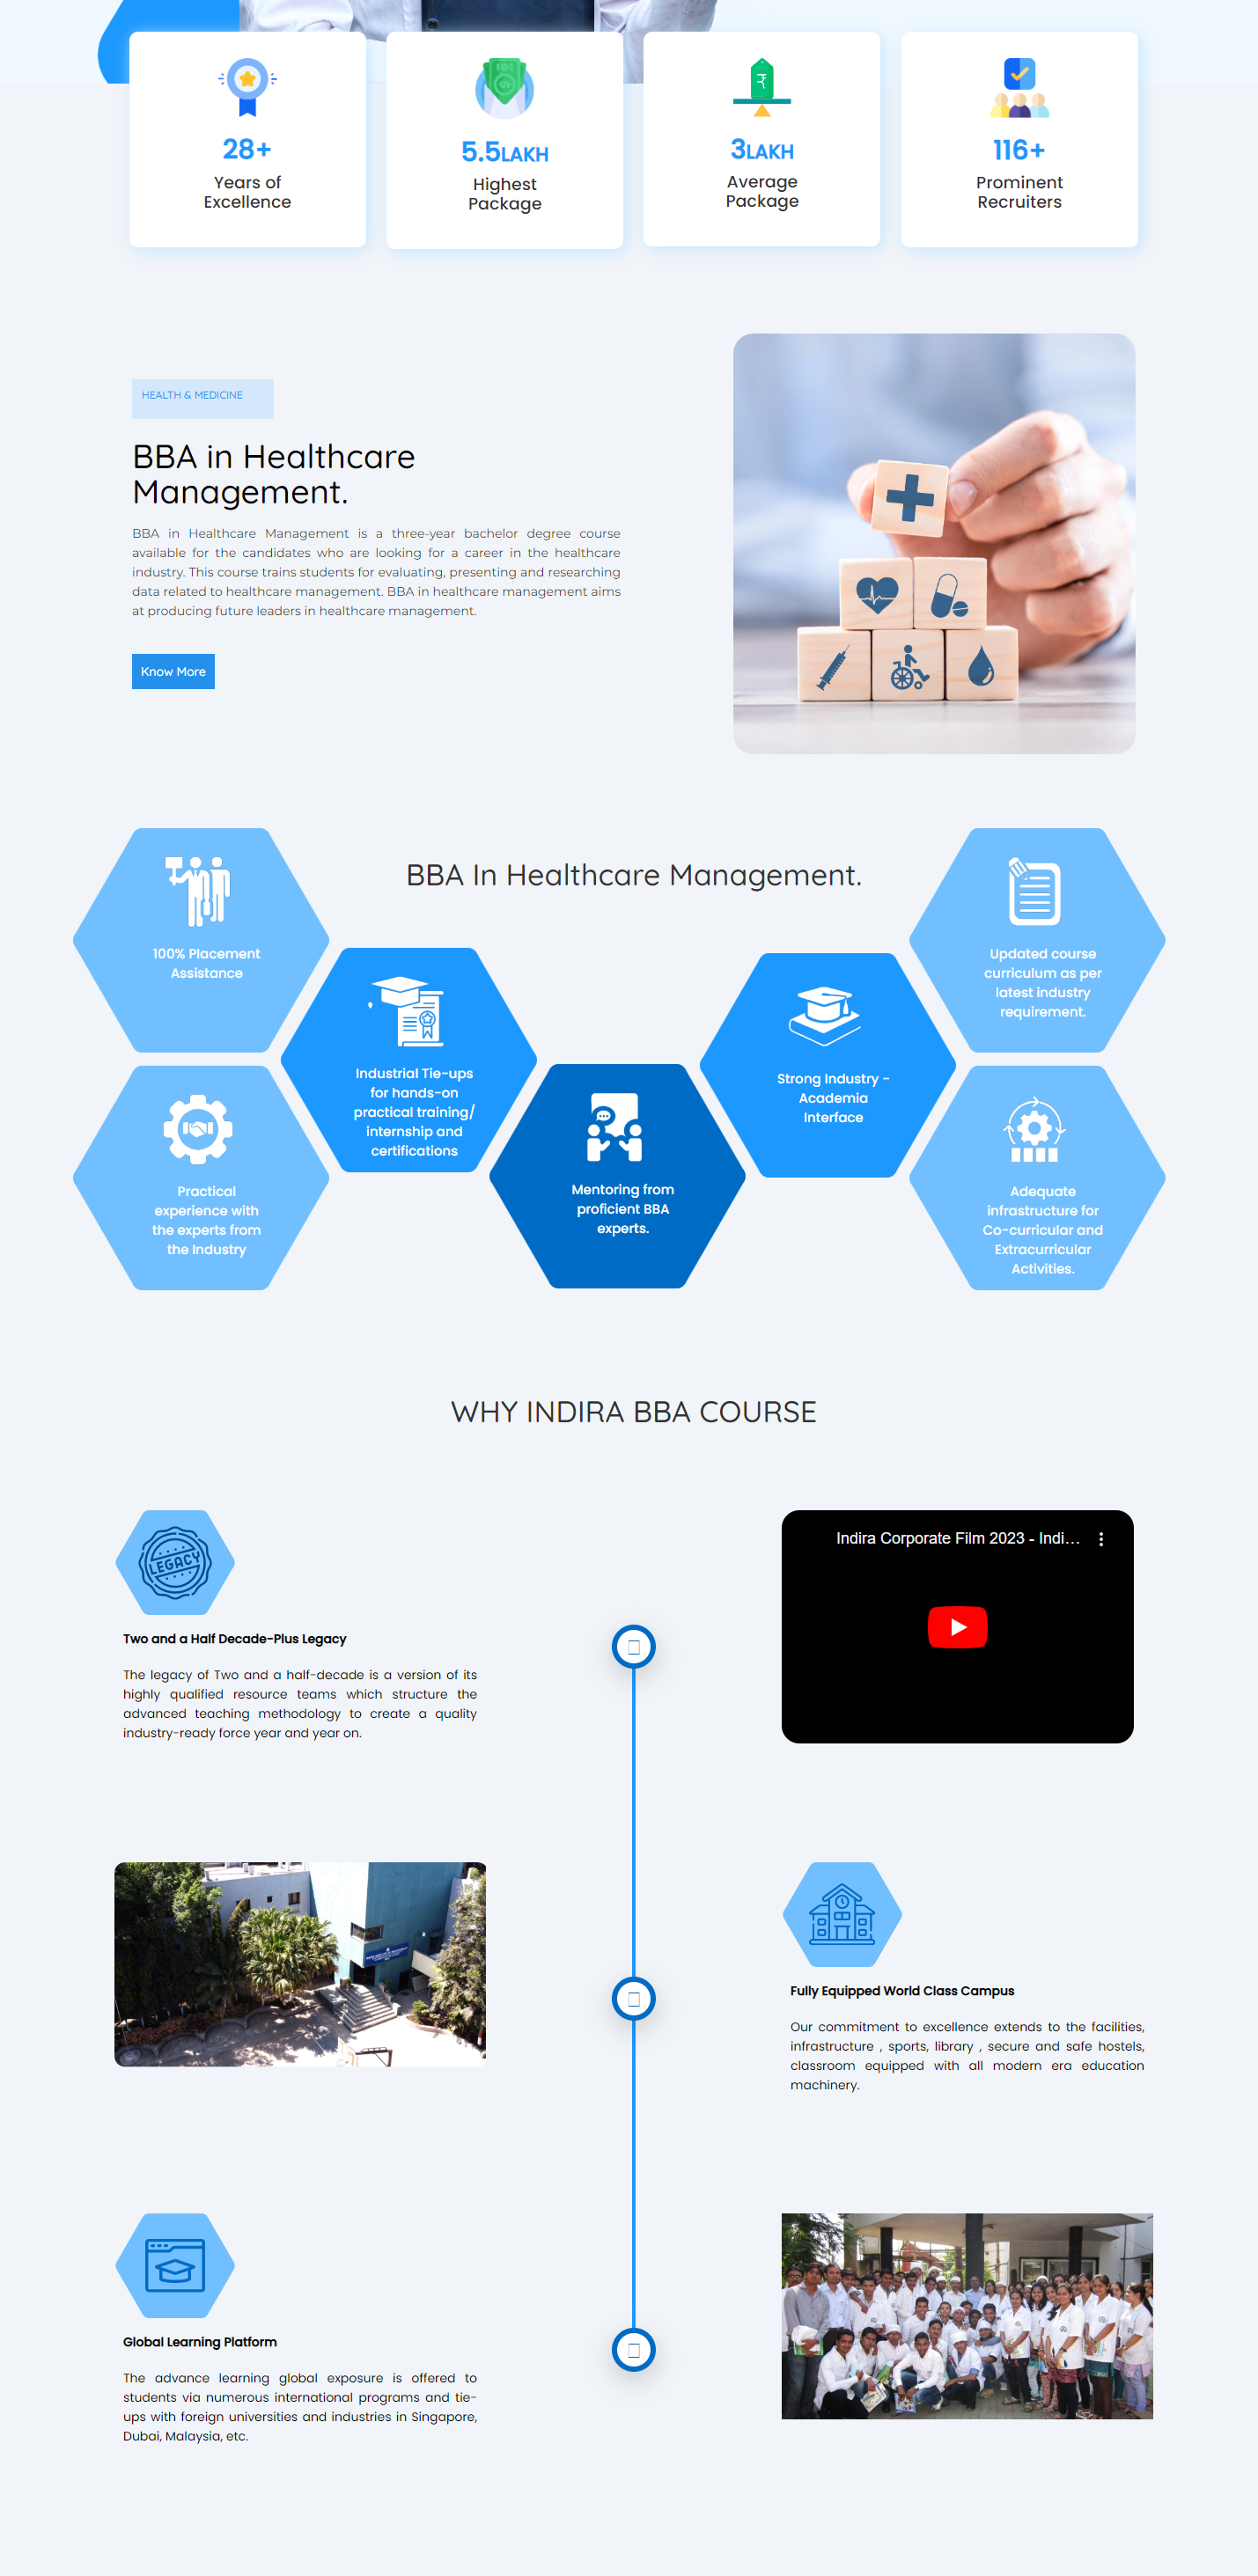 28+
Years of
Excellence
5.5LAKH
Highest
Package
₹
3LAKH
Average
Package
116+
Prominent
Recruiters
HEALTH & MEDICINE
BBA in Healthcare
Management.
BBA in Healthcare Management is a three-year bachelor degree course
available for the candidates who are looking for a career in the healthcare
industry. This course trains students for evaluating, presenting and researching
data related to healthcare management. BBA in healthcare management aims
at producing future leaders in healthcare management.
Know More
BBA In Healthcare Management.
100% Placement
Assistance
Industrial Tie-ups
for hands-on
practical training/
internship and
certifications
Practical
experience with
the experts from
the Industry
Mentoring from
proficient BBA
experts.
Strong Industry -
Academia
Interface
Updated course
curriculum as per
latest industry
requirement.
Adequate
infrastructure for
Co-curricular and
Extracurricular
Activities.
WHY INDIRA BBA COURSE
LEGACY
Two and a Half Decade-Plus Legacy
The legacy of Two and a half-decade is a version of its
highly qualified resource teams which structure the
advanced teaching methodology to create a quality
industry-ready force year and year on.
Indira Corporate Film 2023 - Indi...
Fully Equipped World Class Campus
Our commitment to excellence extends to the facilities,
infrastructure , sports, library , secure and safe hostels,
classroom equipped with all modern era education
machinery.
Global Learning Platform
The advance learning global exposure is offered to
students via numerous international programs and tie-
ups with foreign universities and industries in Singapore,
Dubai, Malaysia, etc.